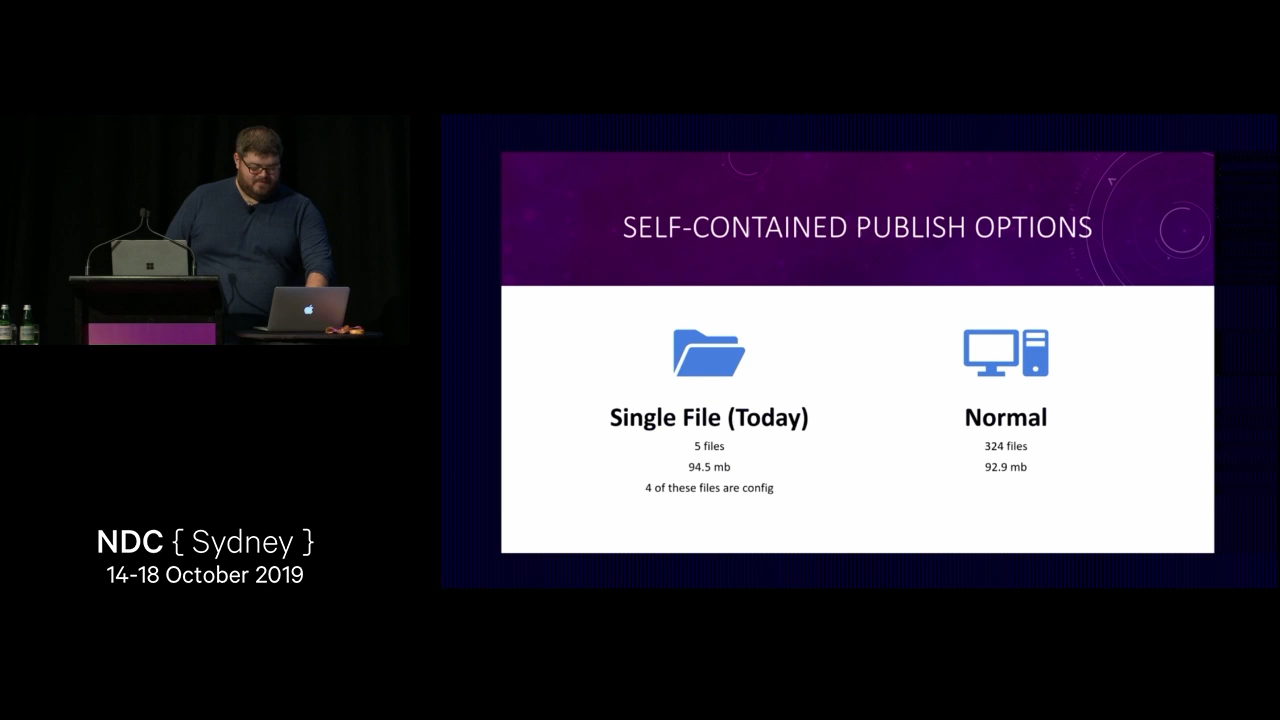 SELF-CONTAINED PUBLISH OPTIONS
Single File (Today)
5 files
94.5 mb
4 of these files are config
Normal
324 files
92.9 mb
NDC { Sydney }
14-18 October 2019